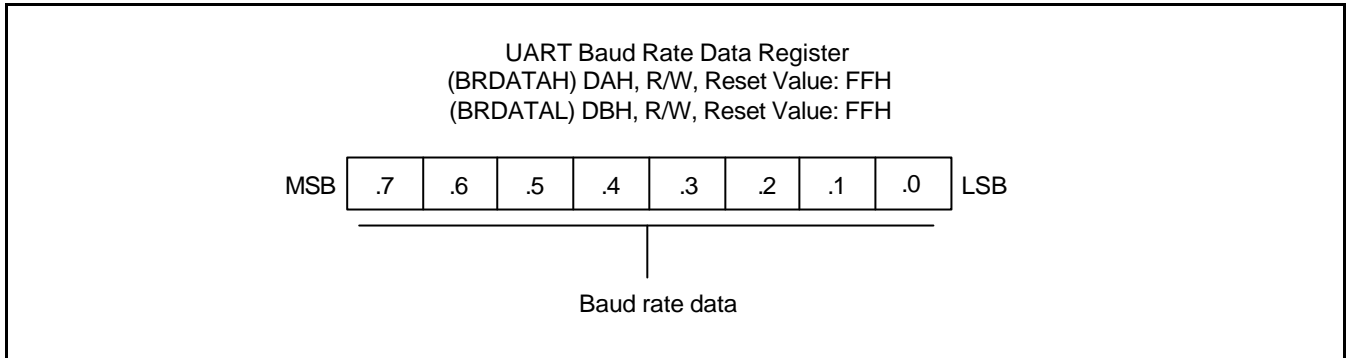 UART Baud Rate Data Register
(BRDATAH) DAH, R/W, Reset Value: FFH
(BRDATAL) DBH, R/W, Reset Value: FFH
MSB .7 .6 .5 .4 .3 .2 .1 .0 LSB
Baud rate data